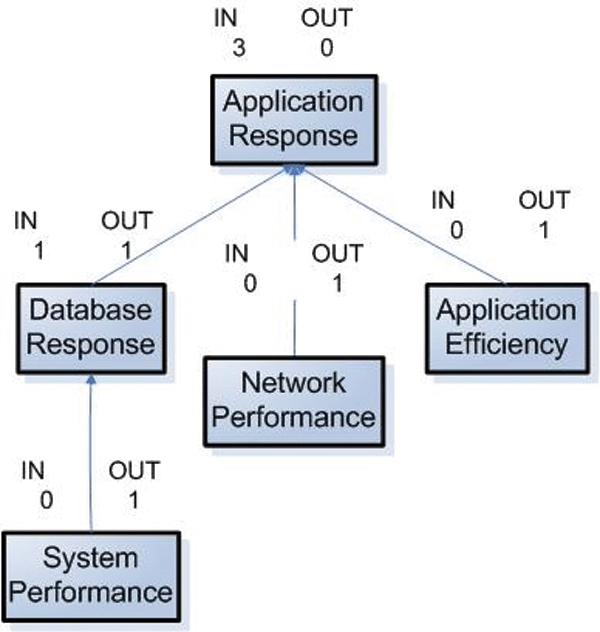 IN OUT
3 0
Application
Response
IN OUT
0 1
IN OUT
1 1
IN OUT
0 1
Database
Response
Application
Efficiency
Network
Performance
IN OUT
0 1
System
Performance